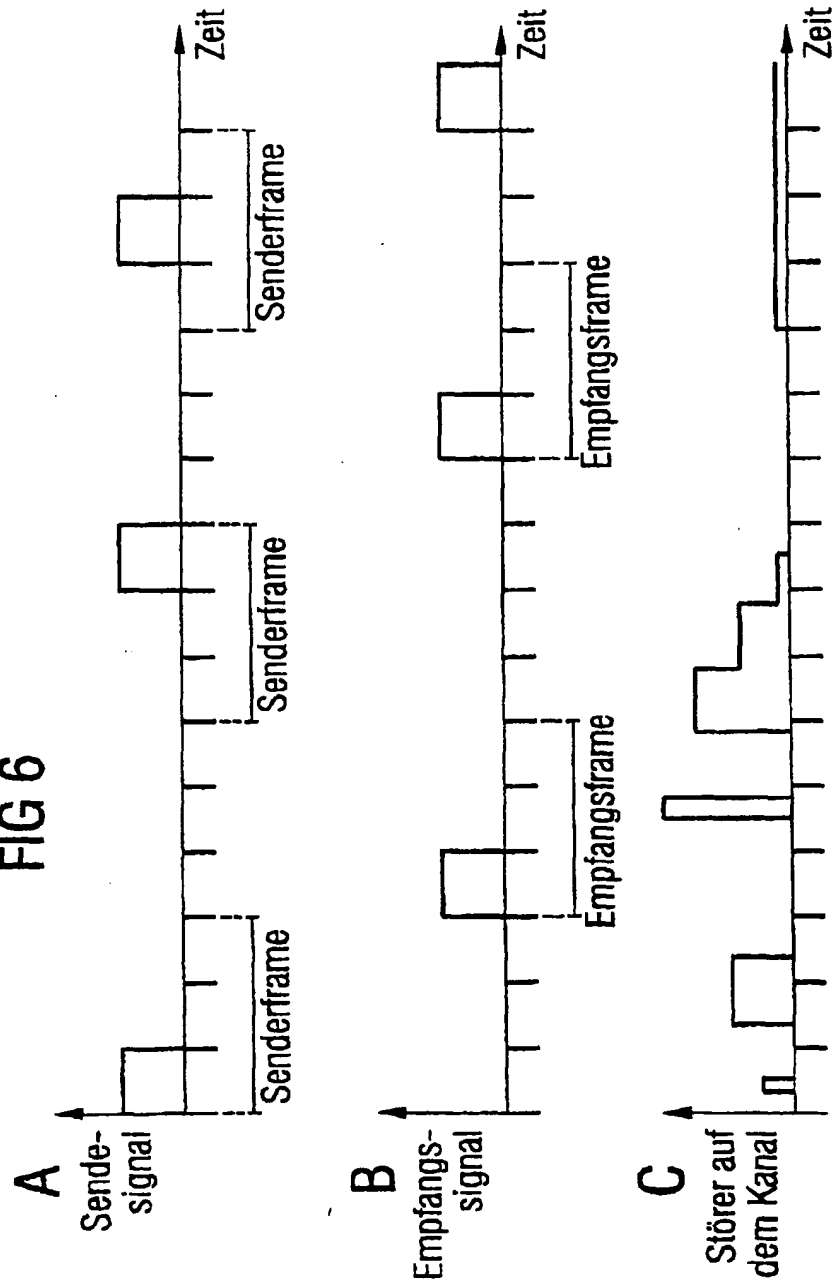 FIG 6
A
Sende-
signal
Zeit
Senderframe
Senderframe
Senderframe
B
Empfangs-
signal
Zeit
Empfangsframe
Empfangsframe
C
Störer auf
dem Kanal
Zeit